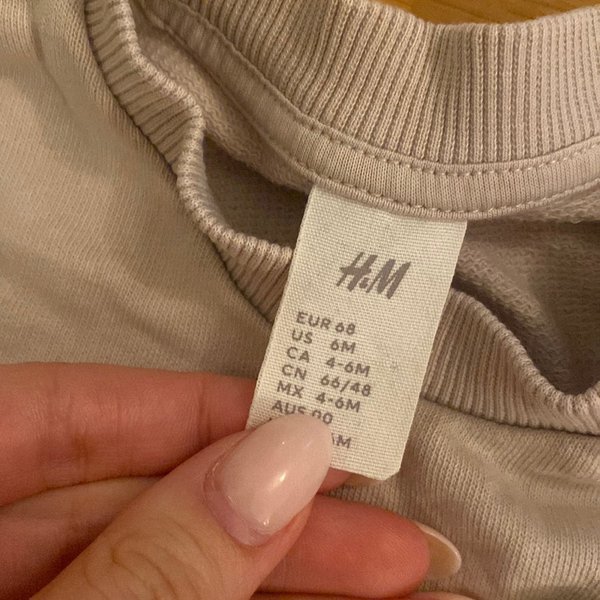 H&M
EUR 68
US 6M
CA 4-6M
CN 66/48
MX 4-6M
AUS 00